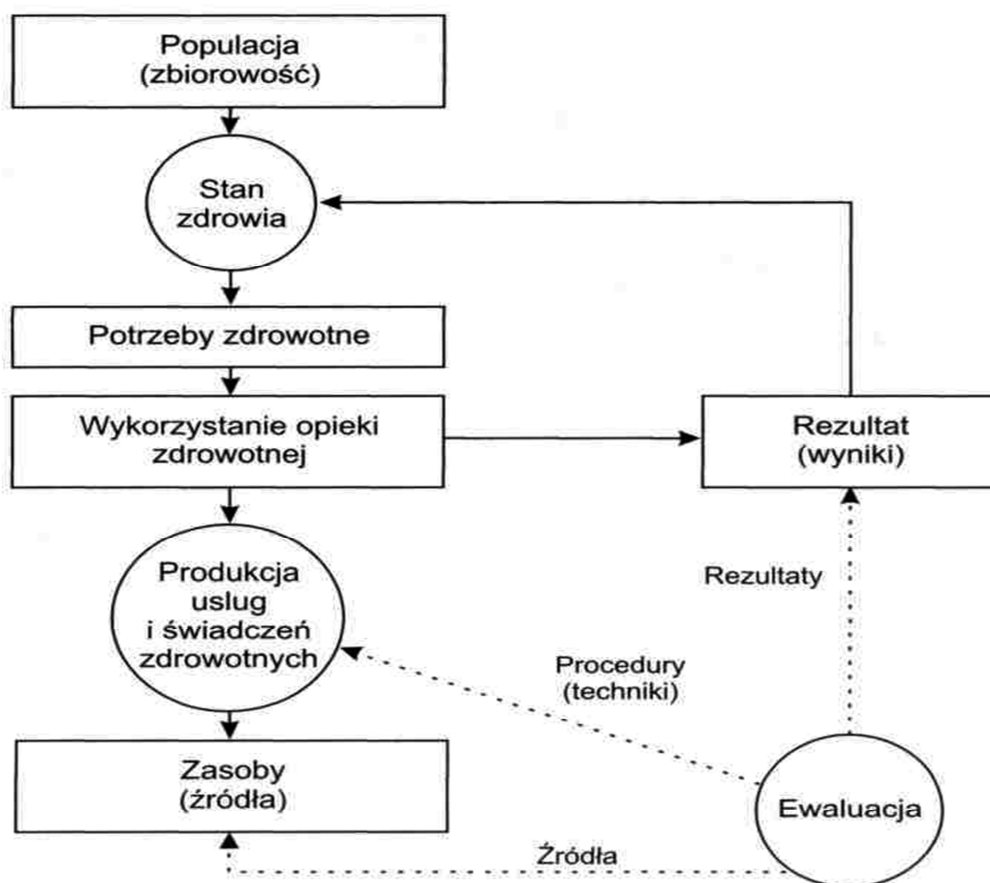 Populacja
(zbiorowość)
Stan
zdrowia
Potrzeby zdrowotne
Wykorzystanie opieki
zdrowotnej
Rezultat
(wyniki)
Produkcja
uslug
i świadczeń
zdrowotnych
Rezultaty
Procedury
(techniki)
Zasoby
(źródła)
Ewaluacja
Źródła